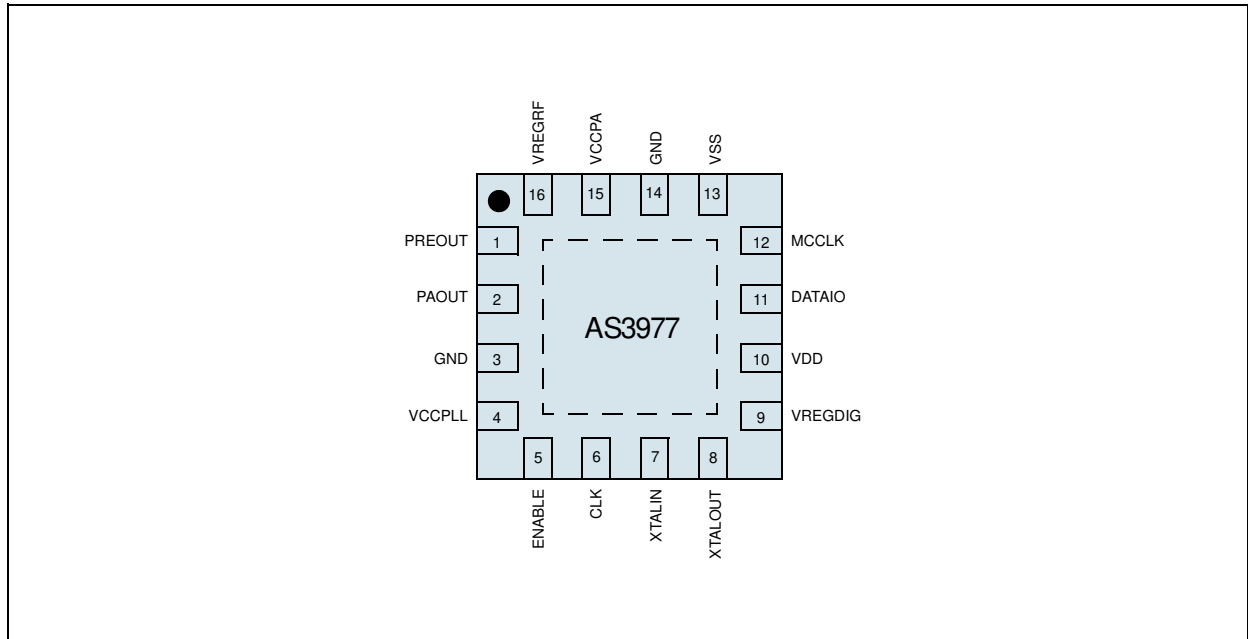 VREGRF
VCCPA
GND
VSS
16
15
14
13
PREOUT
1
12
MCCLK
PAOUT
2
11
DATAIO
AS3977
GND
3
10
VDD
VCCPLL
4
9
VREGDIG
5
6
7
8
ENABLE
CLK
XTALIN
XTALOUT